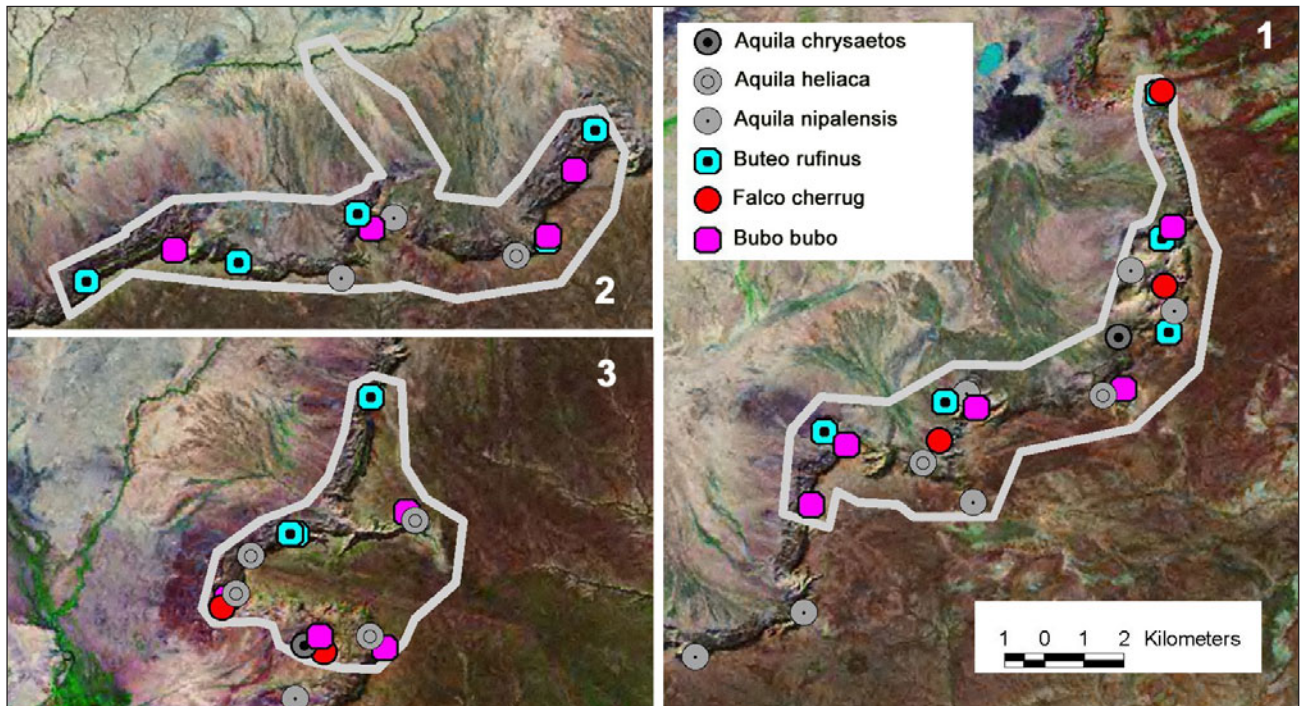 1
Aquila chrysaetos
Aquila heliaca
Aquila nipalensis
Buteo rufinus
Falco cherrug
Bubo bubo
2
3
1 0 1 2 Kilometers